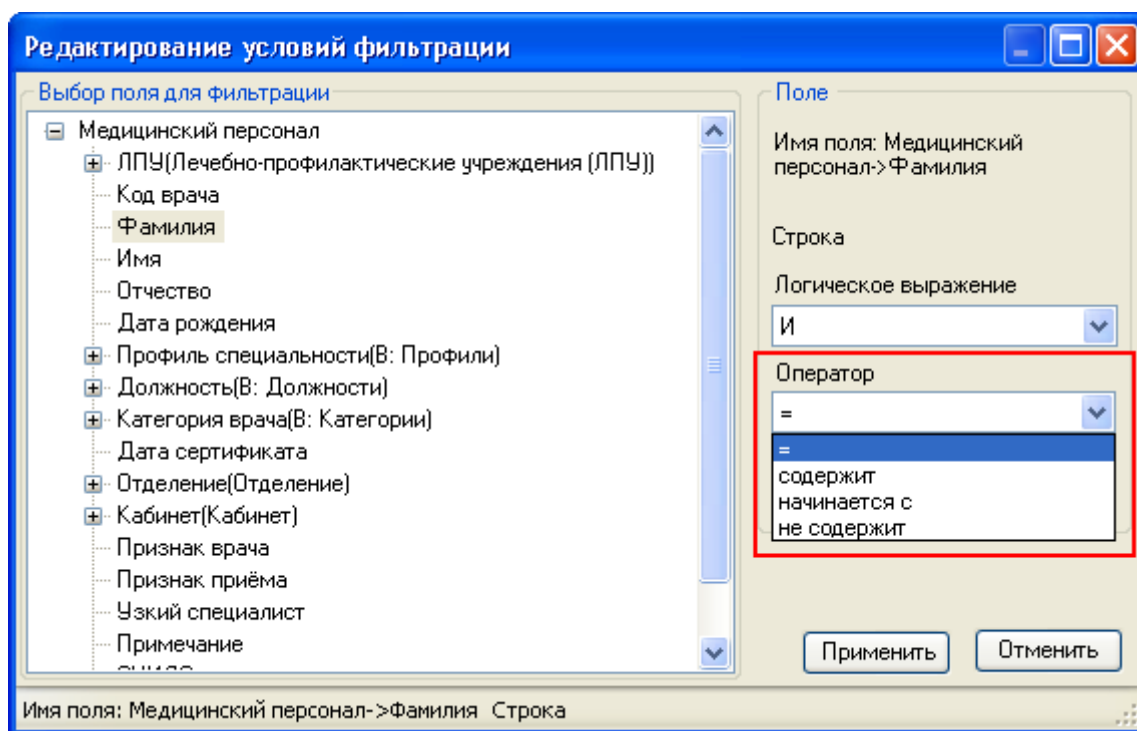 Редактирование условий фильтрации
Выбор поля для фильтрации
Медицинский персонал
ЛПУ(Лечебно-профилактические учреждения (ЛПУ))
Код врача
Фамилия
Имя
Отчество
Дата рождения
Профиль специальности(В: Профили)
Должность(В: Должности)
Категория врача(В: Категории)
Дата сертификата
Отделение(Отделение)
Кабинет(Кабинет)
Признак врача
Признак приёма
Узкий специалист
Примечание
Поле
Имя поля: Медицинский
персонал->Фамилия
Строка
Логическое выражение
И
Оператор
=
=
содержит
начинается с
не содержит
Применить
Отменить
Имя поля: Медицинский персонал->Фамилия Строка